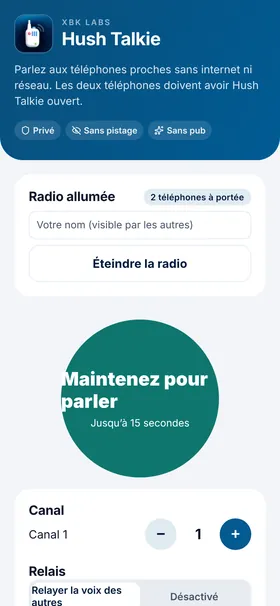 XBK LABS
Hush Talkie
Parlez aux téléphones proches sans internet ni
réseau. Les deux téléphones doivent avoir Hush
Talkie ouvert.
Privé
Sans pistage
Sans pub
Radio allumée
2 téléphones à portée
Votre nom (visible par les autres)
Éteindre la radio
Maintenez pour
parler
Jusqu'à 15 secondes
Canal
Canal 1
− 1 +
Relais
Relayer la voix des
autres
Désactivé